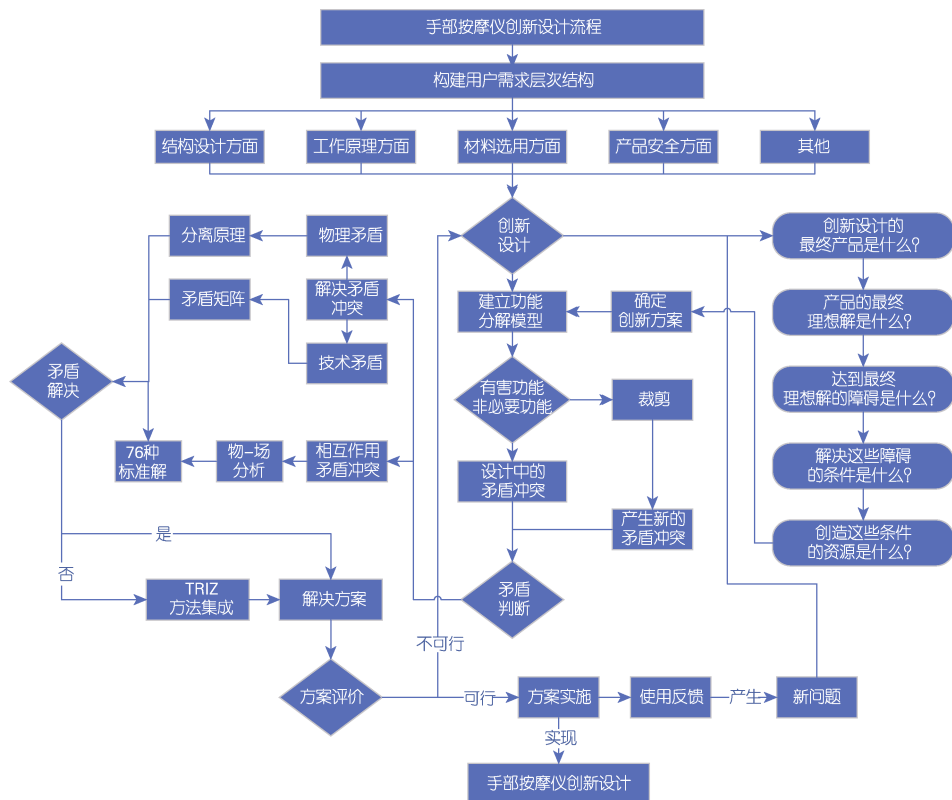 手部按摩仪创新设计流程
构建用户需求层次结构
结构设计方面
工作原理方面
材料选用方面
产品安全方面
其他
创新
设计
创新设计的
最终产品是什么?
分离原理
物理矛盾
矛盾矩阵
解决矛盾
冲突
技术矛盾
建立功能
分解模型
确定
创新方案
产品的最终
理想解是什么?
矛盾
解决
有害功能
非必要功能
裁剪
达到最终
理想解的障碍是什么?
76种
标准解
物-场
分析
相互作用
矛盾冲突
设计中的
矛盾冲突
解决这些障碍
的条件是什么?
产生新的
矛盾冲突
创造这些条件
的资源是什么?
是
否
TRIZ
方法集成
解决方案
矛盾
判断
不可行
方案评价
可行
方案实施
使用反馈
产生
新问题
实现
手部按摩仪创新设计